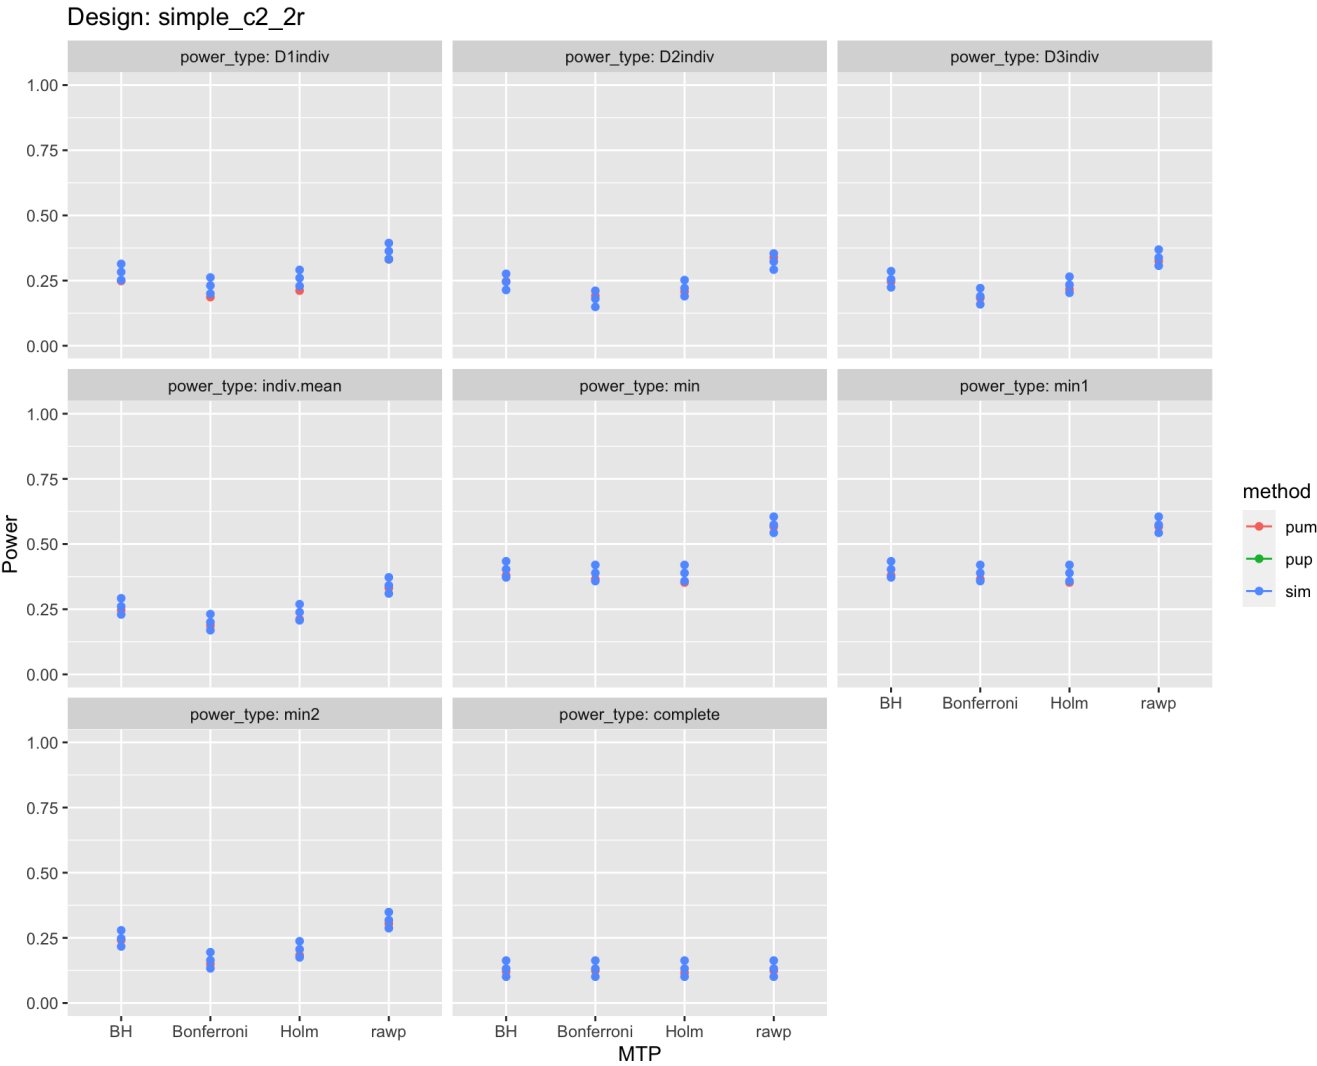 Design: simple_c2_2r
power_type: D1indiv
power_type: D2indiv
power_type: D3indiv
1.00
0.75
0.50
0.25
0.00
power_type: indiv.mean
power_type: min
power_type: min1
1.00
0.75
0.50
0.25
0.00
BH Bonferroni Holm rawp
power_type: min2
power_type: complete
1.00
0.75
0.50
0.25
0.00
BH Bonferroni Holm rawp
BH Bonferroni Holm rawp
MTP
Power
method
pum
pup
sim